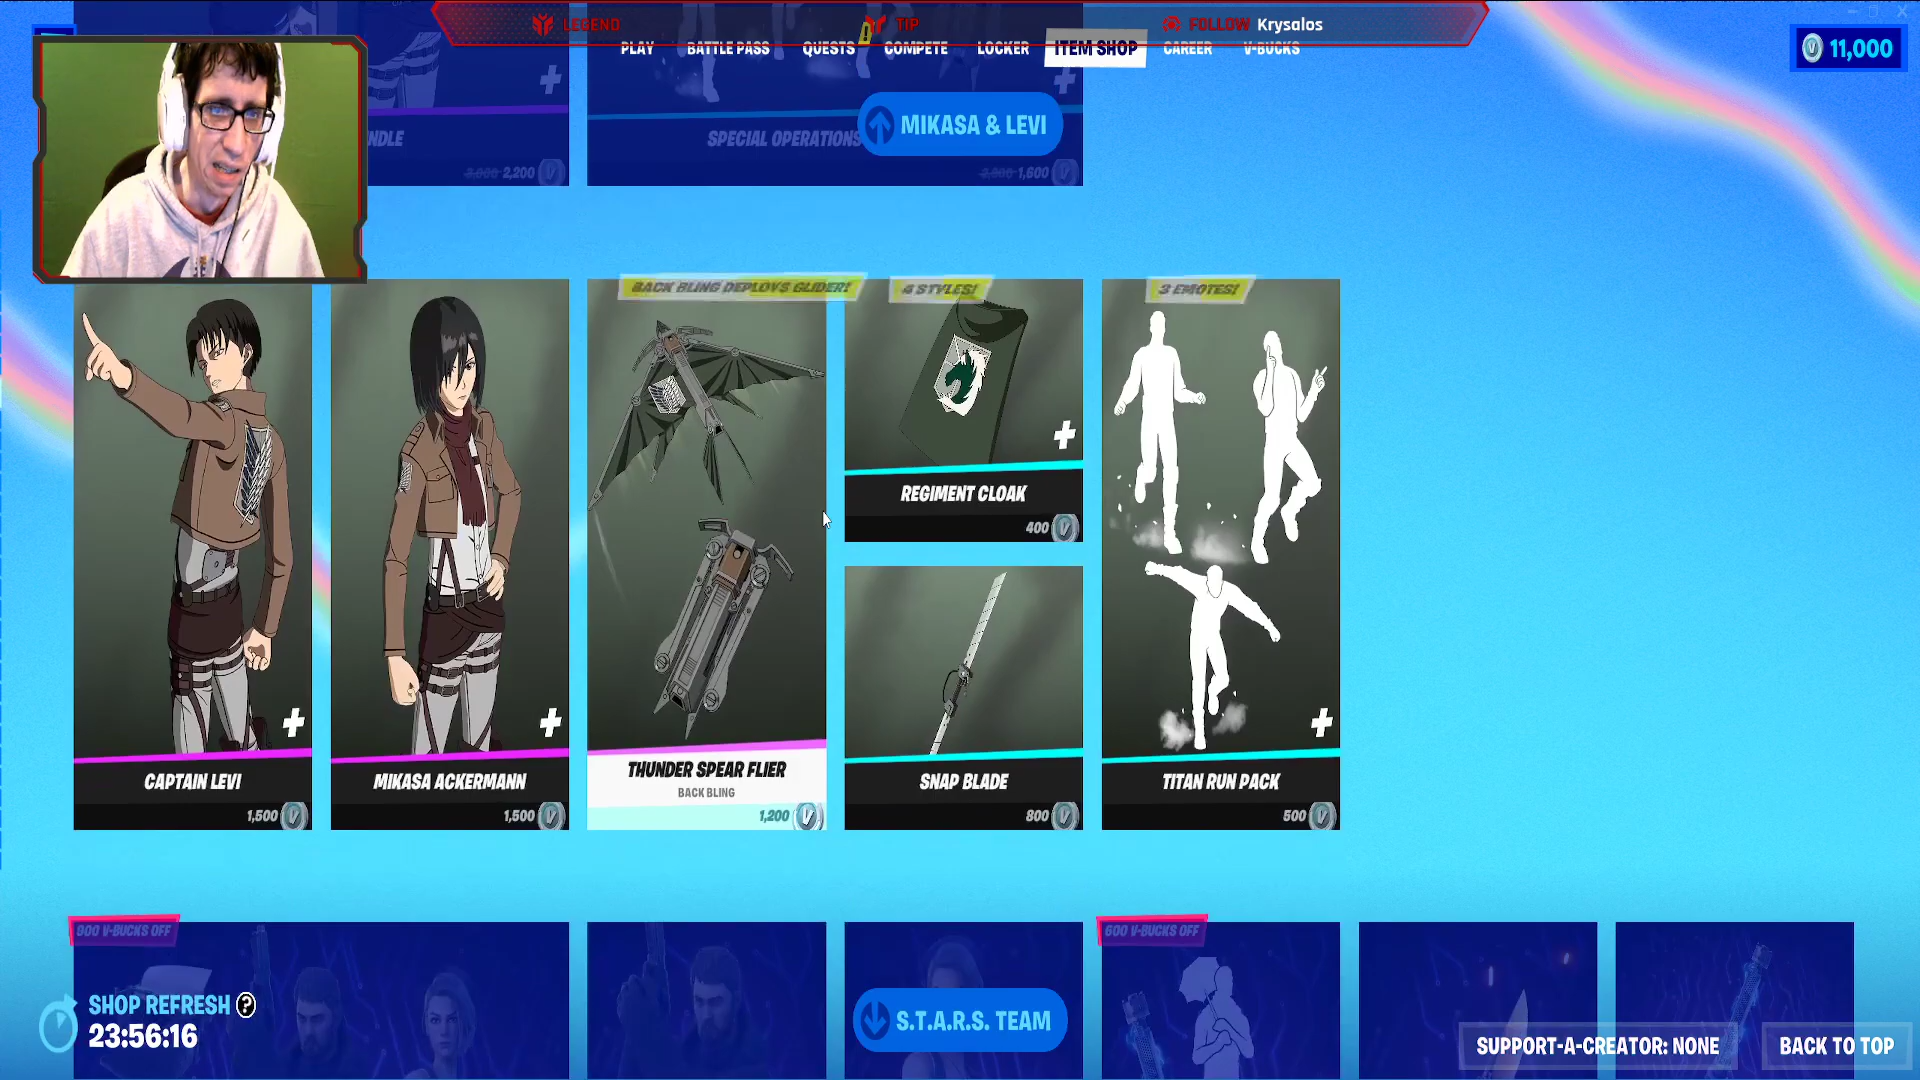 LEGEND
TIP
FOLLOW Krysalos
PLAY
BATTLE PASS
QUESTS
COMPETE
LOCKER
ITEM SHOP
CAREER
V-BUCKS
11,000
MIKASA & LEVI
NDLE
2,200
SPECIAL OPERATIONS
1,600
BACK BLING DEPLOYS GLIDER!
4 STYLES!
3 EMOTES!
CAPTAIN LEVI
1,500
MIKASA ACKERMANN
1,500
THUNDER SPEAR FLIER
BACK BLING
1,200
REGIMENT CLOAK
400
SNAP BLADE
800
TITAN RUN PACK
500
900 V-BUCKS OFF
600 V-BUCKS OFF
SHOP REFRESH ?
23:56:16
S.T.A.R.S. TEAM
SUPPORT-A-CREATOR: NONE
BACK TO TOP